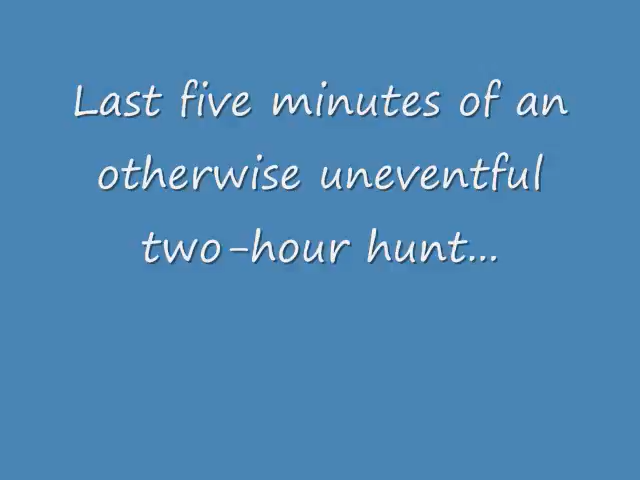 Last five minutes of an
otherwise uneventful
two-hour hunt...